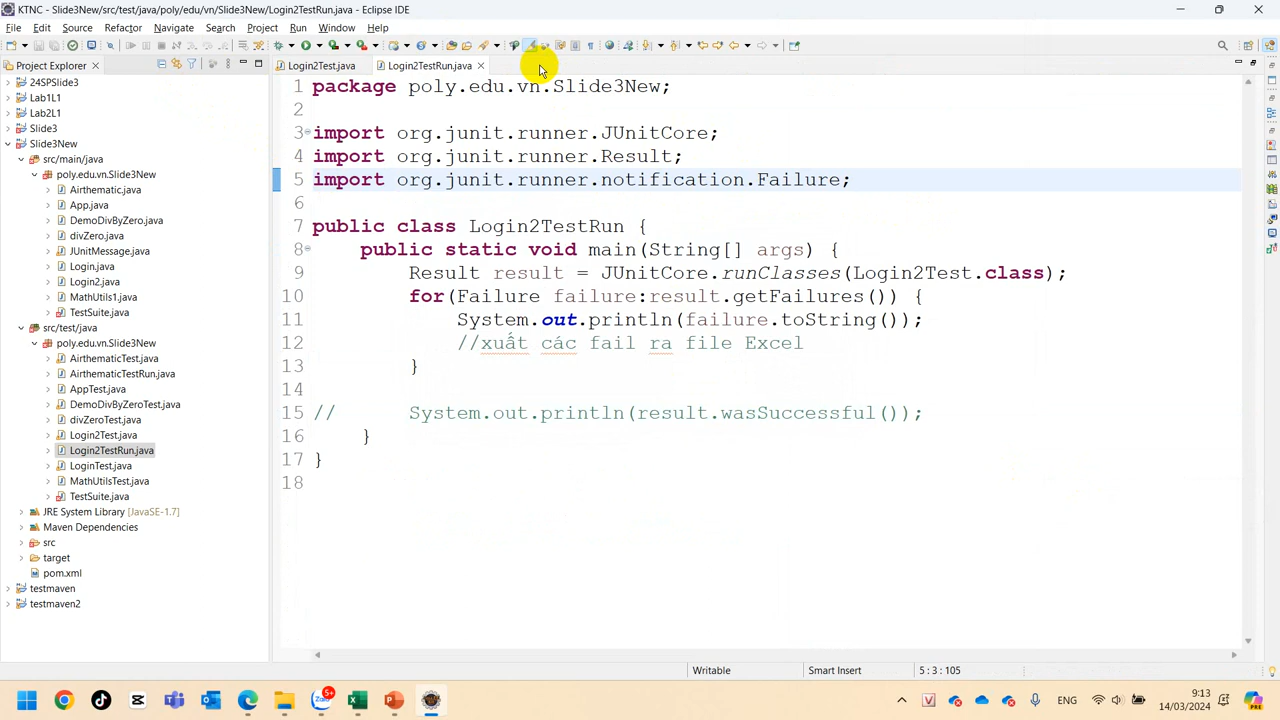 KTNC - Slide3New/src/test/java/poly/edu/vn/Slide3New/Login2TestRun.java - Eclipse IDE
File Edit Source Refactor Navigate Search Project Run Window Help
Project Explorer
Login2Test.java
Login2TestRun.java
24SPSlide3
Lab1L1
Lab2L1
Slide3
Slide3New
src/main/java
poly.edu.vn.Slide3New
Airthematic.java
App.java
DemoDivByZero.java
divZero.java
JUnitMessage.java
Login.java
Login2.java
MathUtils1.java
TestSuite.java
src/test/java
poly.edu.vn.Slide3New
AirthematicTest.java
AirthematicTestRun.java
AppTest.java
DemoDivByZeroTest.java
divZeroTest.java
Login2Test.java
Login2TestRun.java
LoginTest.java
MathUtilsTest.java
TestSuite.java
JRE System Library [JavaSE-1.7]
Maven Dependencies
src
target
pom.xml
testmaven
testmaven2
1 package poly.edu.vn.Slide3New;
2
3 import org.junit.runner.JUnitCore;
4 import org.junit.runner.Result;
5 import org.junit.runner.notification.Failure;
6
7 public class Login2TestRun {
8 public static void main(String[] args) {
9 Result result = JUnitCore.runClasses(Login2Test.class);
10 for(Failure failure:result.getFailures()) {
11 System.out.println(failure.toString());
12 //xuất các fail ra file Excel
13 }
14
15 // System.out.println(result.wasSuccessful());
16 }
17 }
18
Writable Smart Insert 5 : 3 : 105
5+
ENG
9:13
14/03/2024
PRE